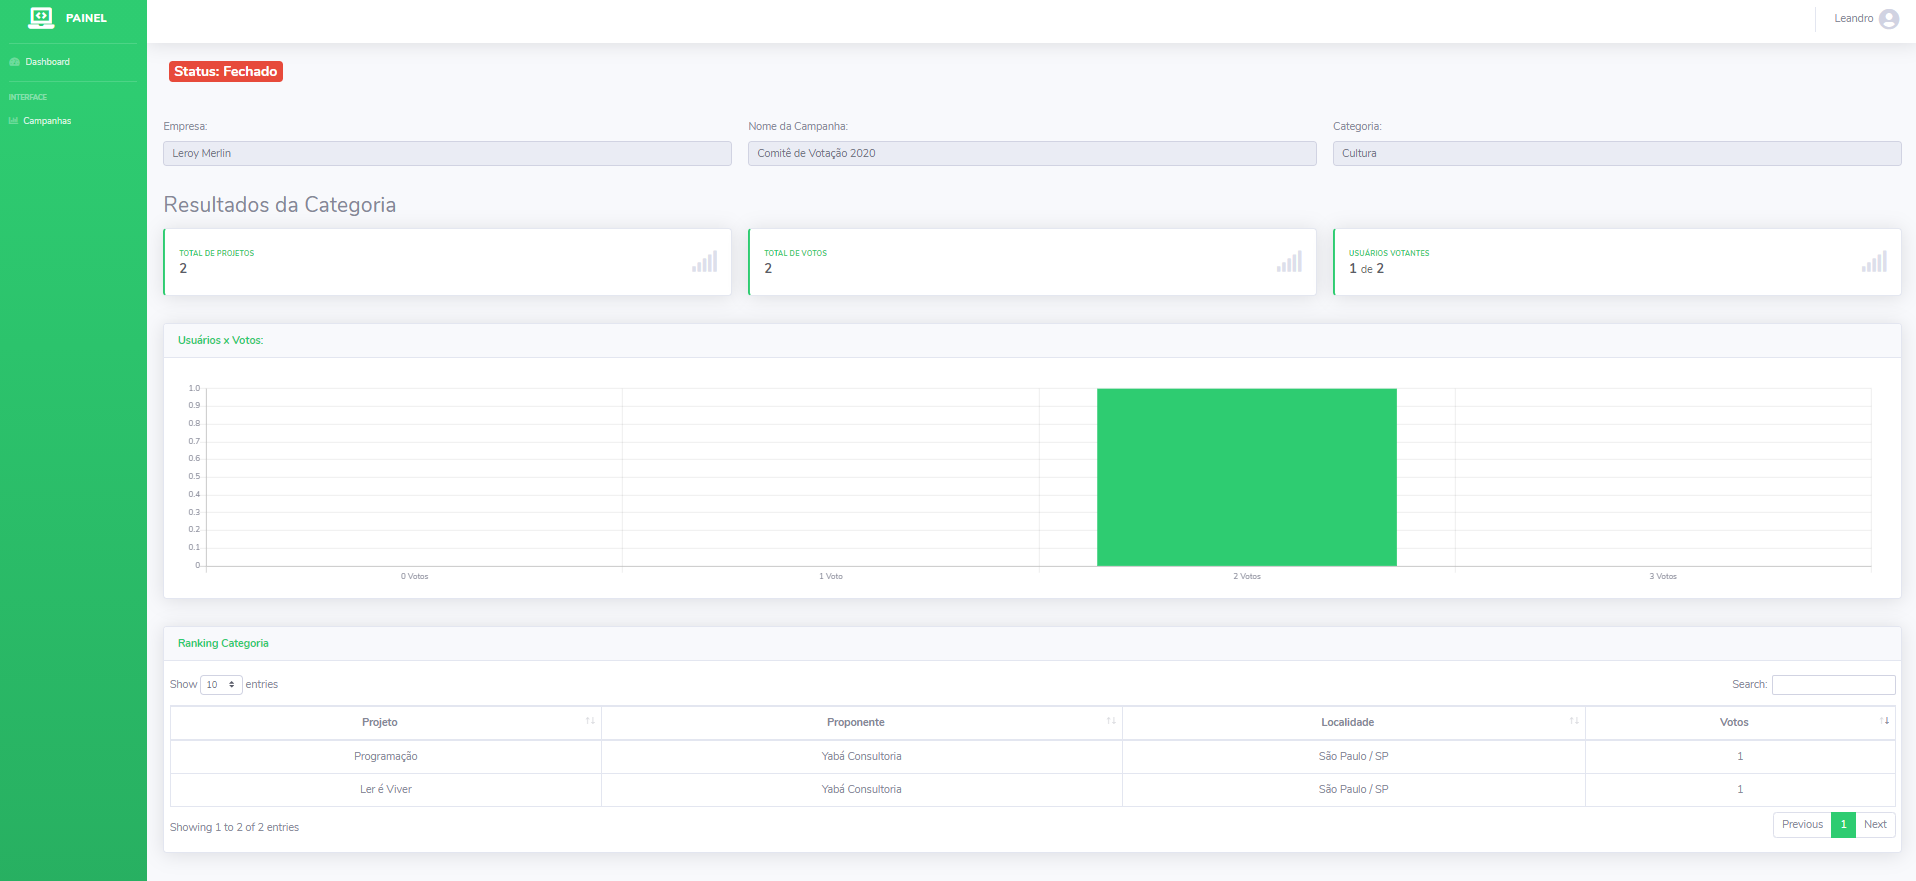 PAINEL
Leandro
Dashboard
INTERFACE
Campanhas
Status: Fechado
Empresa: Nome da Campanha: Categoria:
Leroy Merlin Comitê de Votação 2020 Cultura
Resultados da Categoria
TOTAL DE PROJETOS TOTAL DE VOTOS USUÁRIOS VOTANTES
2 2 1 de 2
Usuários x Votos:
1.0
0.9
0.8
0.7
0.6
0.5
0.4
0.3
0.2
0.1
0
0 Votos 1 Voto 2 Votos 3 Votos
Ranking Categoria
Show 10 entries Search:
Projeto Proponente Localidade Votos
Programação Yabá Consultoria São Paulo / SP 1
Ler é Viver Yabá Consultoria São Paulo / SP 1
Showing 1 to 2 of 2 entries Previous 1 Next